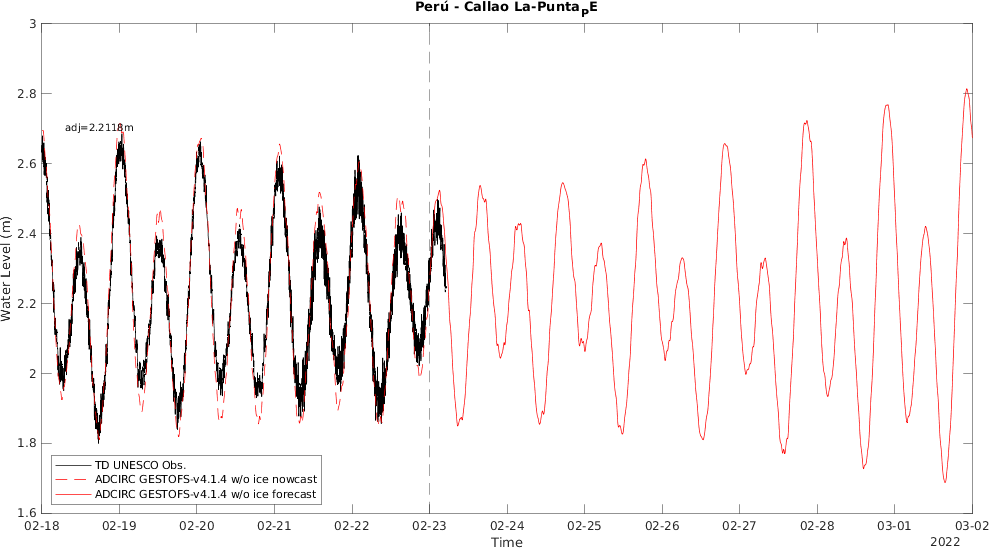 Perú - Callao La-PuntapE
3
2.8
2.6
2.4
2.2
2
1.8
1.6
Water Level (m)
adj=2.2118m
TD UNESCO Obs.
ADCIRC GESTOFS-v4.1.4 w/o ice nowcast
ADCIRC GESTOFS-v4.1.4 w/o ice forecast
02-18 02-19 02-20 02-21 02-22 02-23 02-24 02-25 02-26 02-27 02-28 03-01 03-02
Time
2022